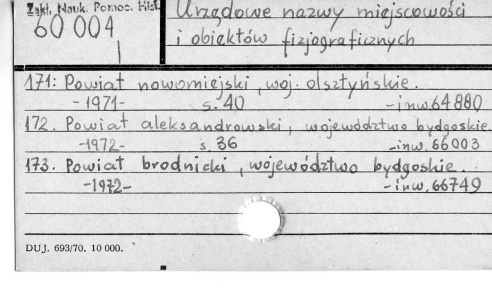 Zakł. Nauk. Pomoc. Hist.
60 004
Urzędowe nazwy miejscowości
i obiektów fizjograficznych
171: Powiat nowomiejski, woj. olsztyńskie.
-1971- s. 40 -inw. 64880
172. Powiat aleksandrowski, województwo bydgoskie.
-1972- s. 36 -inw. 66003
173. Powiat brodnicki, województwo bydgoskie.
-1972- -inw. 66749
DUJ. 693/70. 10 000.